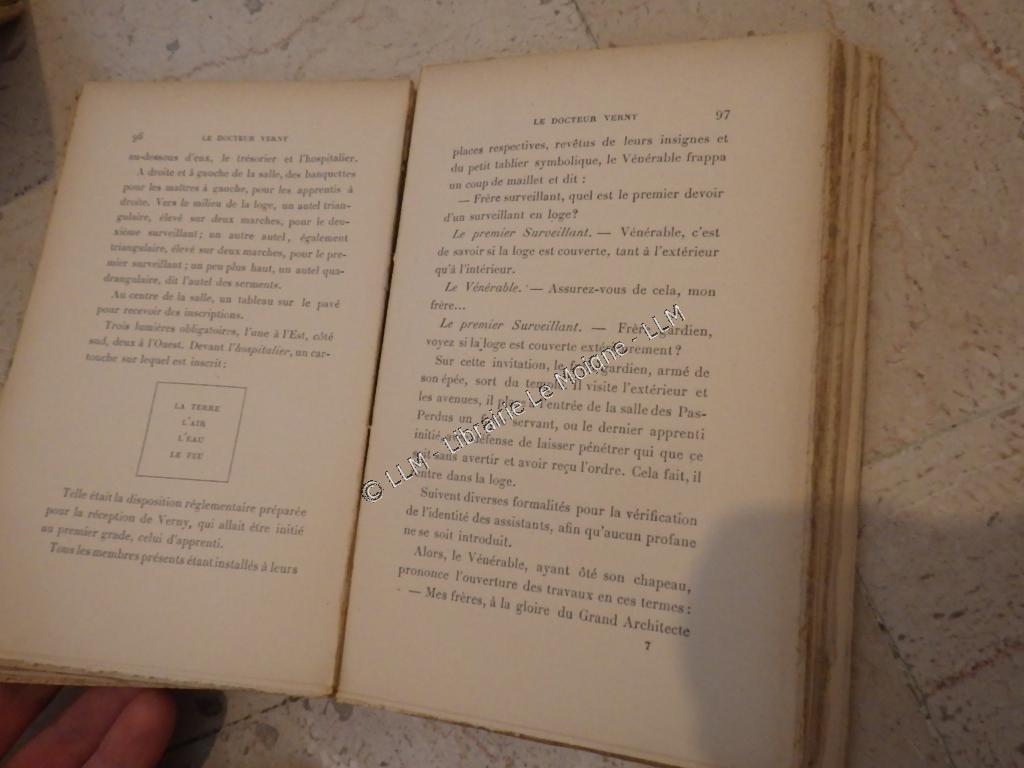 96
LE DOCTEUR VERNY
au-dessous d'eux, le trésorier et l'hospitalier.
A droite et à gauche de la salle, des banquettes
pour les maîtres à gauche, pour les apprentis à
droite. Vers le milieu de la loge, un autel trian-
gulaire, élevé sur deux marches, pour le deu-
xième surveillant; un autre autel, également
triangulaire, élevé sur deux marches, pour le pre-
mier surveillant; un peu plus haut, un autel qua-
drangulaire, dit l'autel des serments.
Au centre de la salle, un tableau sur le pavé
pour recevoir des inscriptions.
Trois lumières obligatoires, l'une à l'Est, côté
sud, deux à l'Ouest. Devant l'hospitalier, un car-
touche sur lequel est inscrit:
LA TERRE
L'AIR
L'EAU
LE FEU
Telle était la disposition réglementaire préparée
pour la réception de Verny, qui allait être initié
au premier grade, celui d'apprenti.
Tous les membres présents étant installés à leurs
LE DOCTEUR VERNY
97
places respectives, revêtus de leurs insignes et
du petit tablier symbolique, le Vénérable frappa
un coup de maillet et dit :
— Frère surveillant, quel est le premier devoir
d'un surveillant en loge?
Le premier Surveillant. — Vénérable, c'est
de savoir si la loge est couverte, tant à l'extérieur
qu'à l'intérieur.
Le Vénérable. — Assurez-vous de cela, mon
frère...
Le premier Surveillant. — Frère gardien,
voyez si la loge est couverte extérieurement ?
Sur cette invitation, le gardien, armé de
son épée, sort du temple. Il visite l'extérieur et
les avenues, il place à l'entrée de la salle des Pas-
Perdus un servant, ou le dernier apprenti
initié, défense de laisser pénétrer qui que ce
soit sans avertir et avoir reçu l'ordre. Cela fait, il
entre dans la loge.
Suivent diverses formalités pour la vérification
de l'identité des assistants, afin qu'aucun profane
ne se soit introduit.
Alors, le Vénérable, ayant ôté son chapeau,
prononce l'ouverture des travaux en ces termes :
— Mes frères, à la gloire du Grand Architecte
7
© LLM - Librairie Le Moigne - LLM